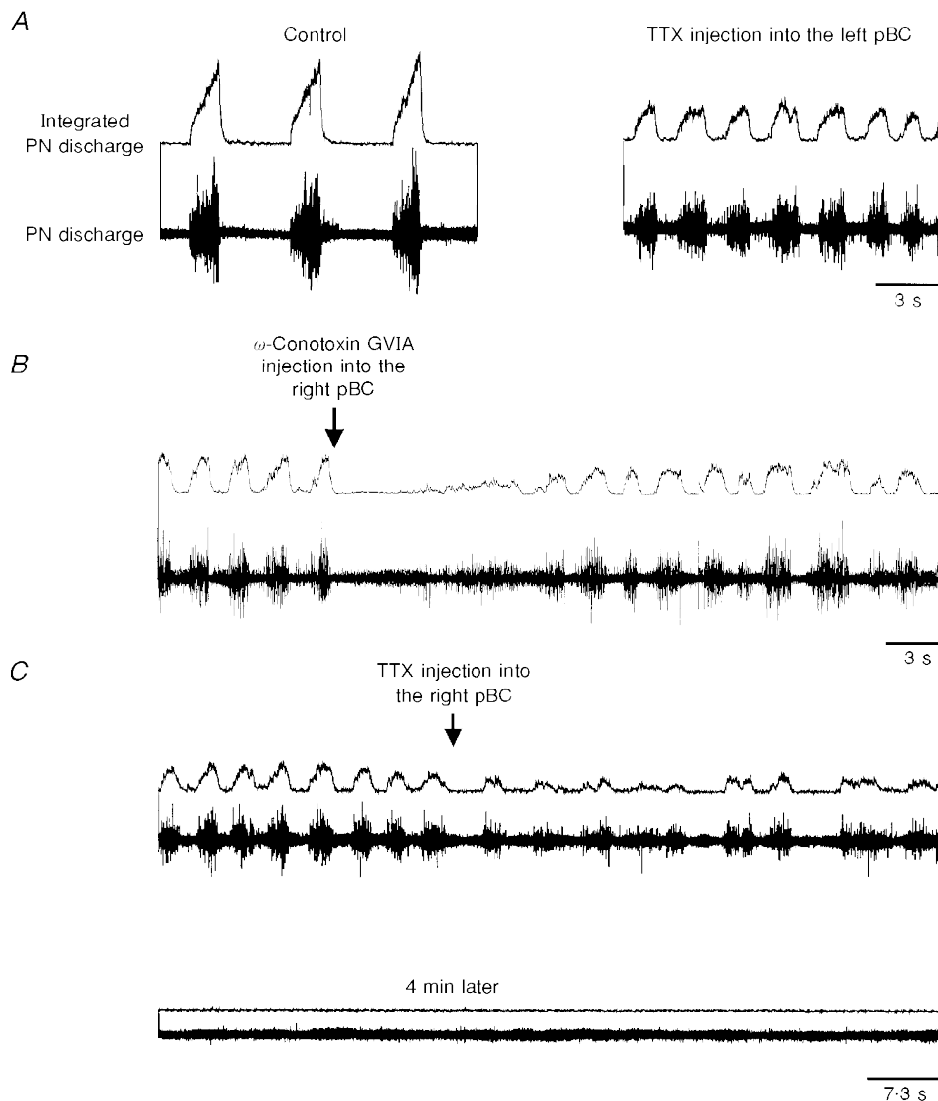 A
Control
TTX injection into the left pBC
Integrated
PN discharge
PN discharge
3 s
B
ω-Conotoxin GVIA
injection into the
right pBC
3 s
C
TTX injection into
the right pBC
4 min later
7·3 s